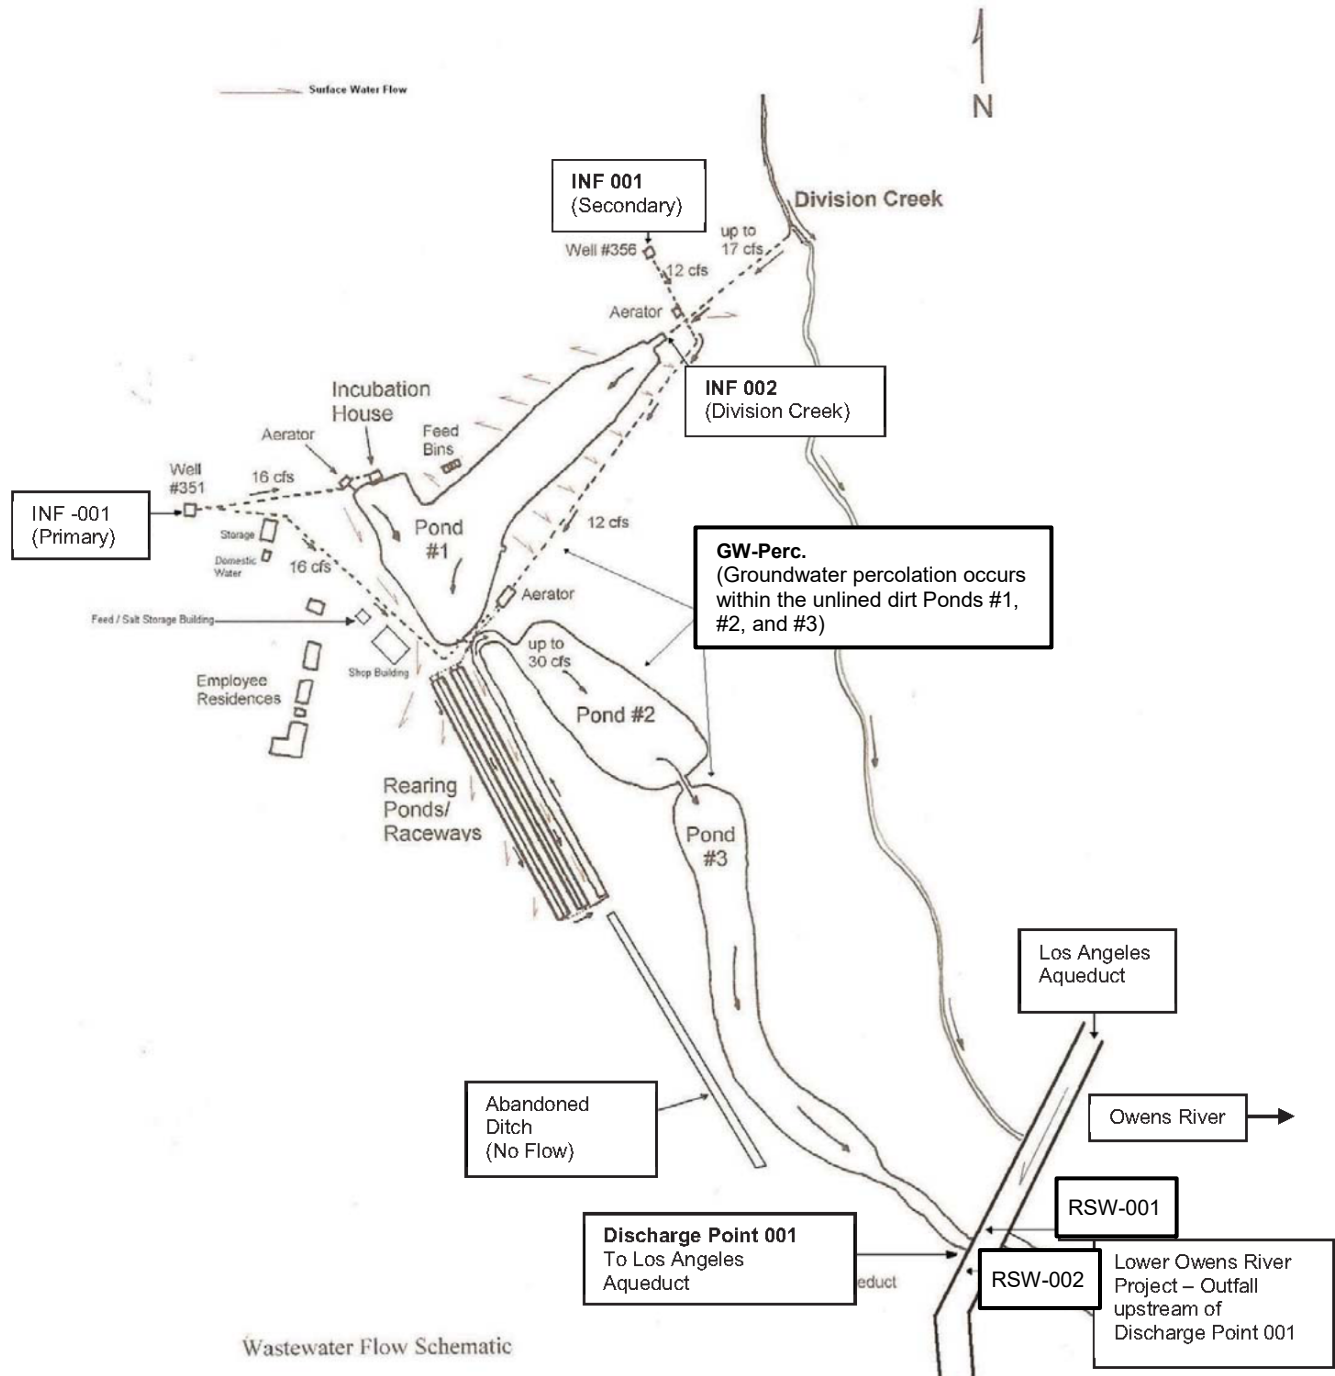 N
Surface Water Flow
INF 001
(Secondary)
Division Creek
up to
17 cfs
Well #356
12 cfs
Aerator
INF 002
(Division Creek)
Incubation
House
Feed
Bins
Aerator
Well
#351
16 cfs
INF -001
(Primary)
Storage
Domestic
Water
16 cfs
Pond
#1
12 cfs
GW-Perc.
(Groundwater percolation occurs
within the unlined dirt Ponds #1,
#2, and #3)
Aerator
Feed / Salt Storage Building
Shop Building
up to
30 cfs
Employee
Residences
Pond #2
Rearing
Ponds/
Raceways
Pond
#3
Los Angeles
Aqueduct
Abandoned
Ditch
(No Flow)
Owens River
RSW-001
Discharge Point 001
To Los Angeles
Aqueduct
educt
RSW-002
Lower Owens River
Project – Outfall
upstream of
Discharge Point 001
Wastewater Flow Schematic